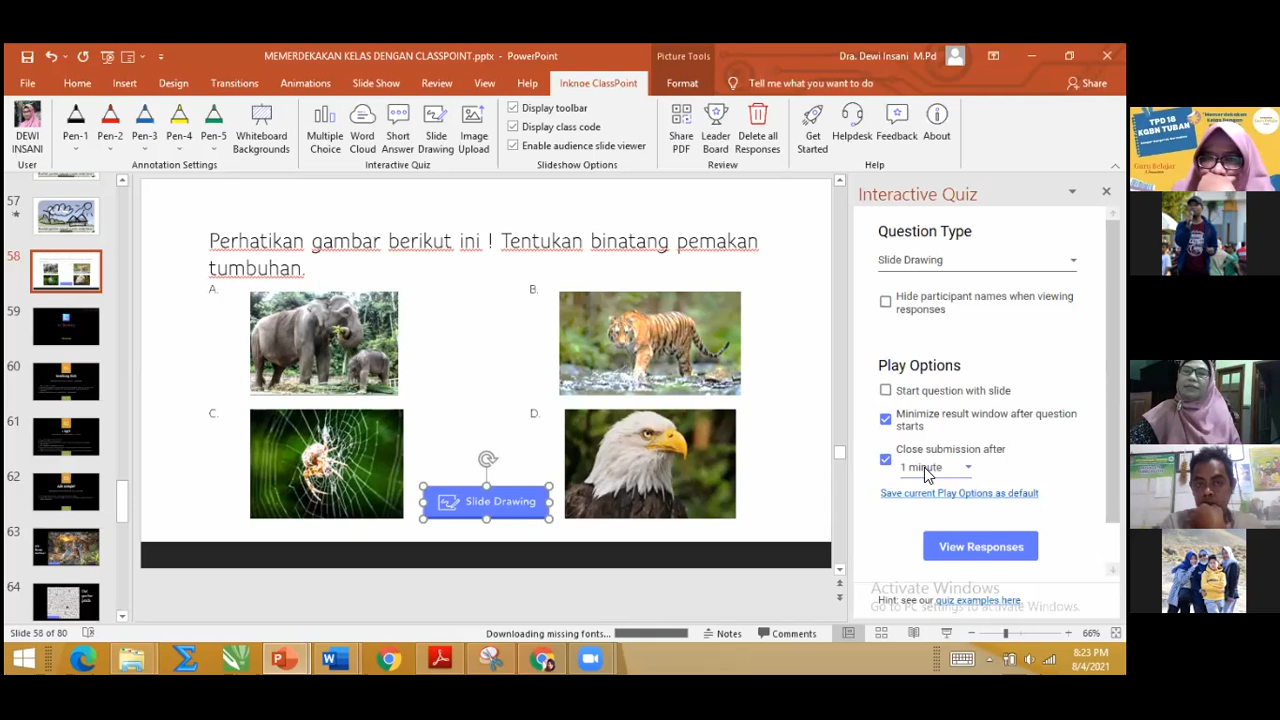 MEMERDEKAKAN KELAS DENGAN CLASSPOINT.pptx - PowerPoint
Picture Tools
Dra. Dewi Insani M.Pd
File Home Insert Design Transitions Animations Slide Show Review View Help Inknoe ClassPoint Format Tell me what you want to do Share
DEWI
INSANI
User
Pen-1 Pen-2 Pen-3 Pen-4 Pen-5
Whiteboard
Backgrounds
Annotation Settings
Multiple
Choice
Word
Cloud
Short
Answer
Slide
Drawing
Image
Upload
Interactive Quiz
Display toolbar
Display class code
Enable audience slide viewer
Slideshow Options
Share
PDF
Leader
Board
Delete all
Responses
Review
Get
Started
Helpdesk
Feedback
About
Help
57
58
59
60
61
62
63
64
Perhatikan gambar berikut ini ! Tentukan binatang pemakan
tumbuhan.
A.
B.
C.
D.
Slide Drawing
Interactive Quiz
Question Type
Slide Drawing
Hide participant names when viewing
responses
Play Options
Start question with slide
Minimize result window after question
starts
Close submission after
1 minute
Save current Play Options as default
View Responses
Activate Windows
Go to PC settings to activate Windows.
Hint: see our quiz examples here
Slide 58 of 80
Downloading missing fonts...
Notes
Comments
66%
8:23 PM
8/4/2021
TPD 18
KGBN TUBAN
"Memerdekakan
Kelas Dengan
Guru Belajar